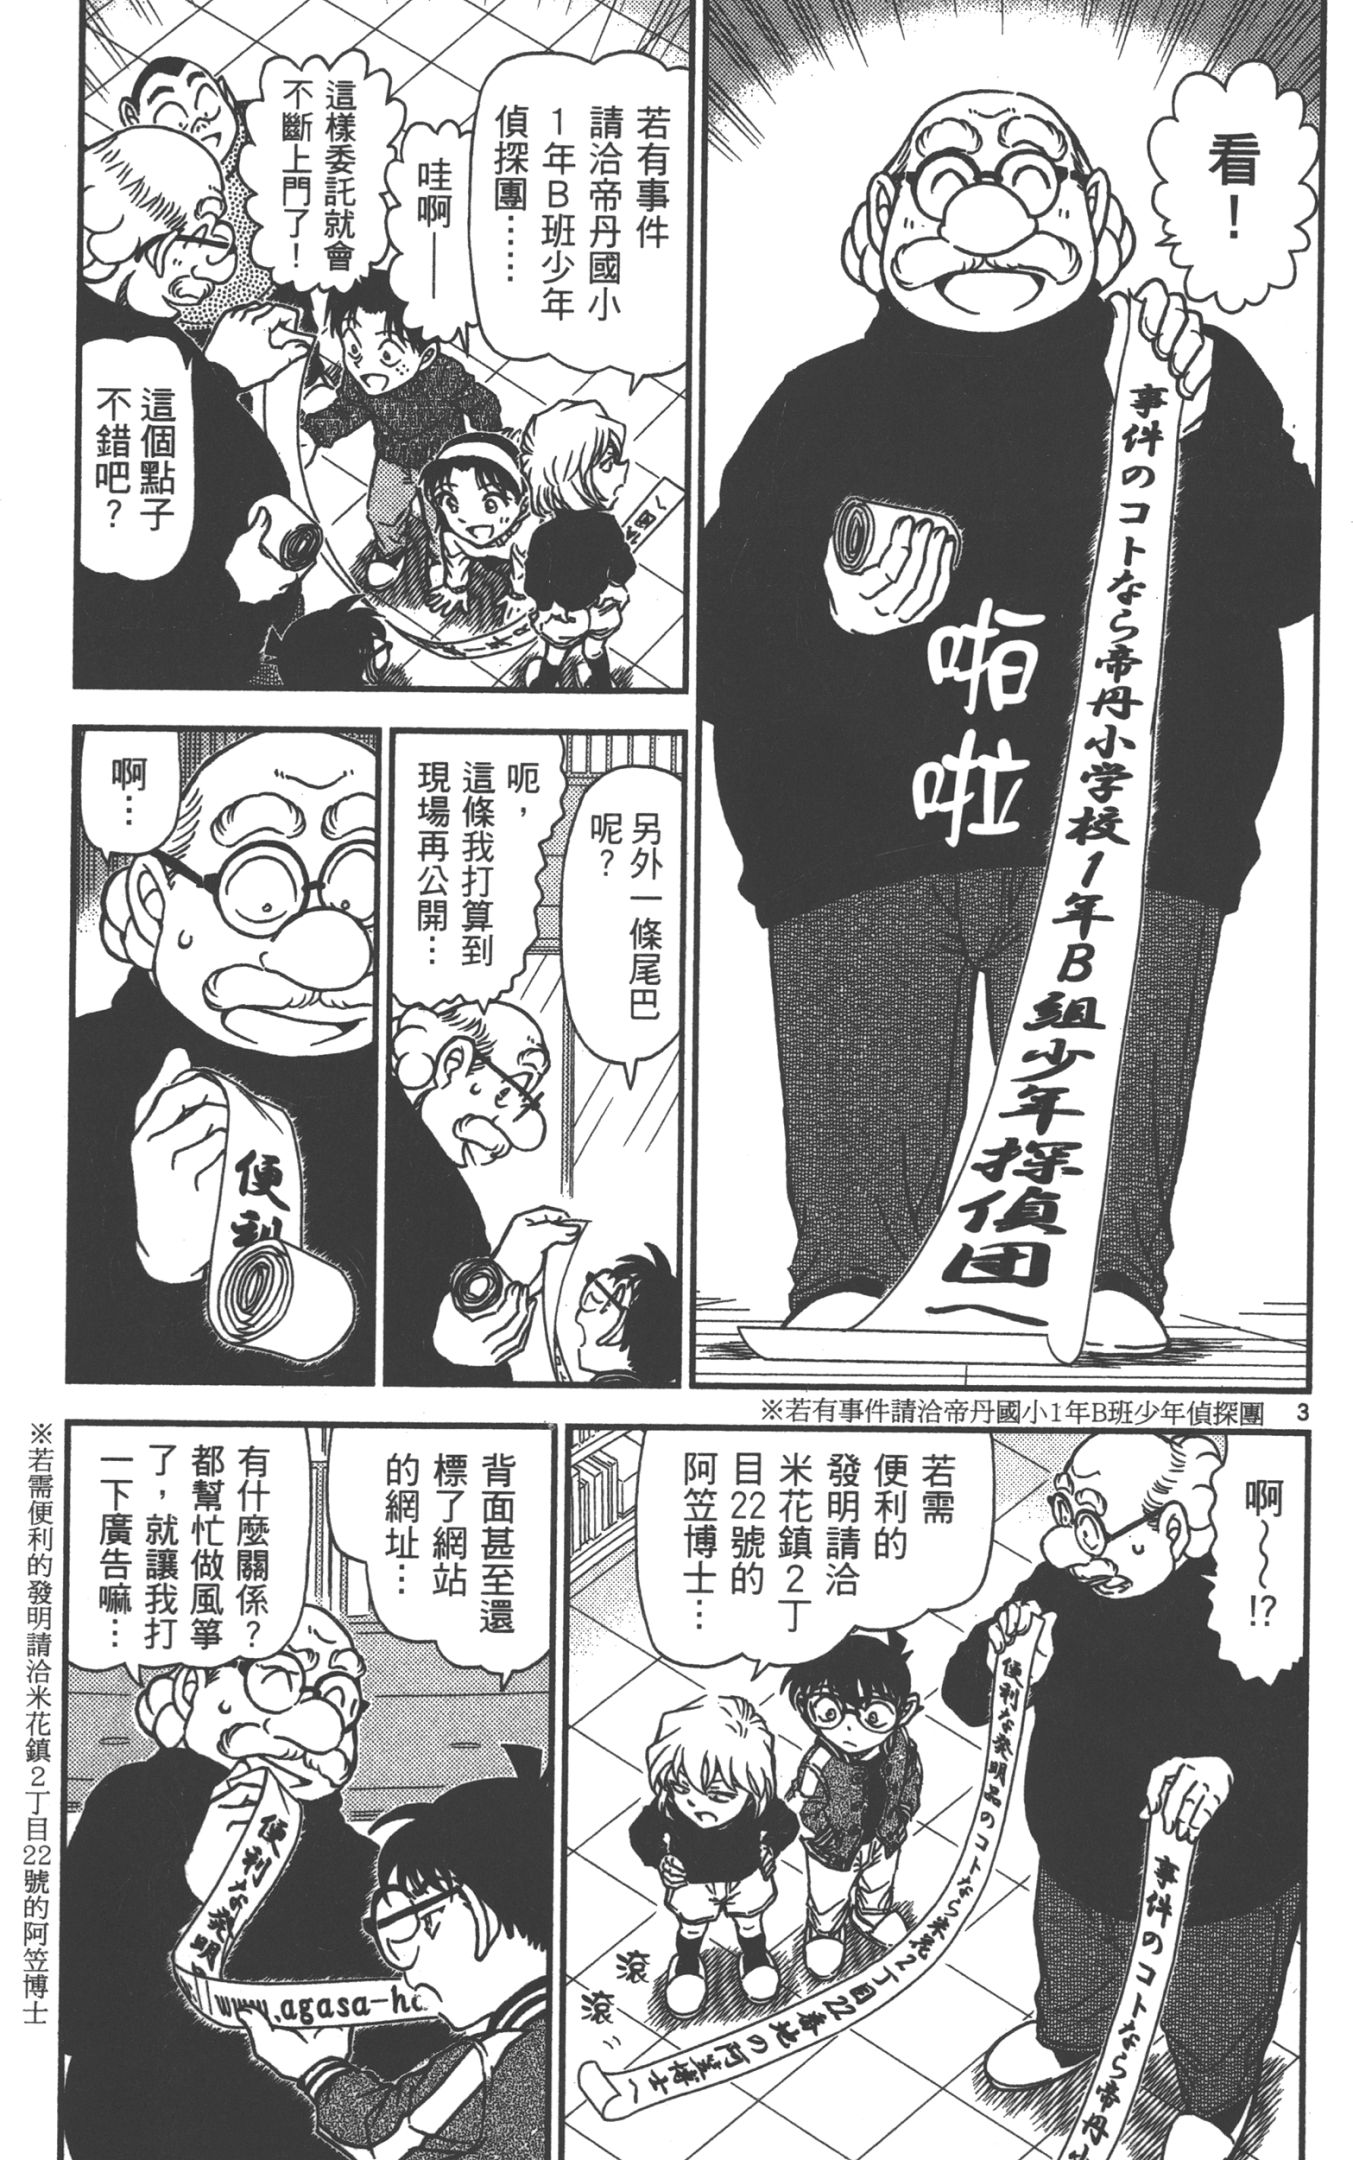 看！
事件のコトなら帝丹小学校1年B組少年探偵団へ
啪
啦
若有事件
請洽帝丹國小
1年B班少年
偵探團……
哇啊——
這樣委託就會
不斷上門了！
這個點子
不錯吧？
另外一條尾巴
呢？
呃，
這條我打算到
現場再公開…
啊…
便利
※若有事件請洽帝丹國小1年B班少年偵探團
3
啊～～!?
若需
便利的
發明請洽
米花鎮2丁
目22號的
阿笠博士…
便利な発明品のコトなら米花2丁目22番地の阿笠博士へ
事件のコトなら帝丹
滾
滾
背面甚至還
標了網站
的網址…
有什麼關係？
都幫忙做風箏
了，就讓我打
一下廣告嘛…
便利な発明
www.agasa-ha
※若需便利的發明請洽米花鎮2丁目22號的阿笠博士